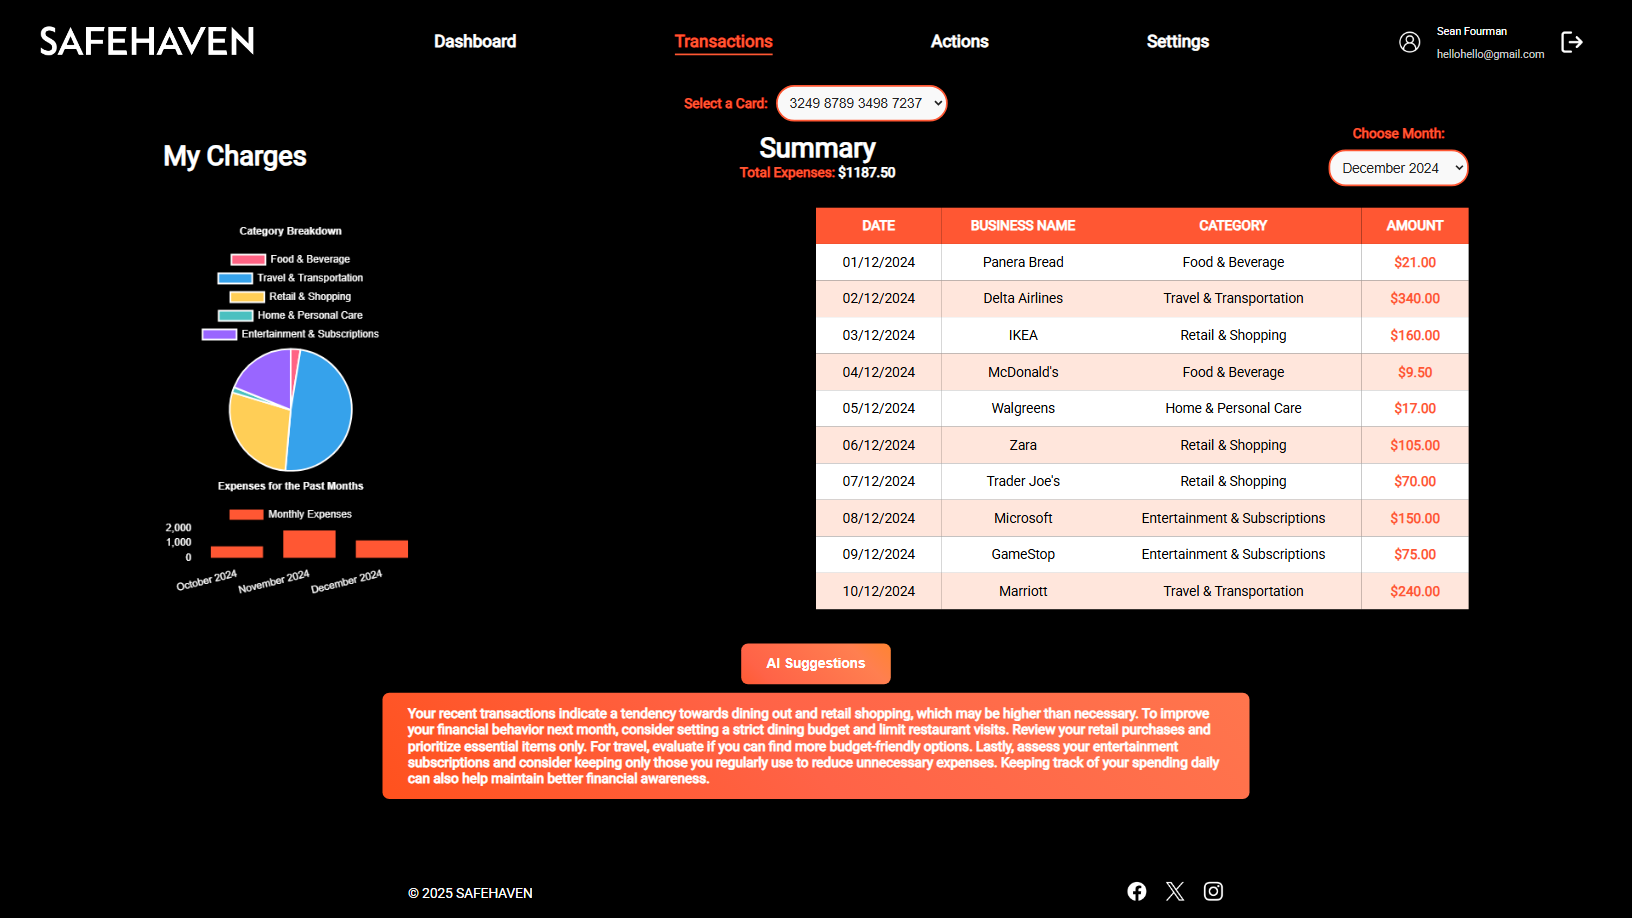 SAFEHAVEN
Dashboard
Transactions
Actions
Settings
Sean Fourman
hellohello@gmail.com
Select a Card:
3249 8789 3498 7237
My Charges
Summary
Total Expenses: $1187.50
Choose Month:
December 2024
Category Breakdown
Food & Beverage
Travel & Transportation
Retail & Shopping
Home & Personal Care
Entertainment & Subscriptions
Expenses for the Past Months
Monthly Expenses
2,000
1,000
0
October 2024
November 2024
December 2024
DATE BUSINESS NAME CATEGORY AMOUNT
01/12/2024 Panera Bread Food & Beverage $21.00
02/12/2024 Delta Airlines Travel & Transportation $340.00
03/12/2024 IKEA Retail & Shopping $160.00
04/12/2024 McDonald's Food & Beverage $9.50
05/12/2024 Walgreens Home & Personal Care $17.00
06/12/2024 Zara Retail & Shopping $105.00
07/12/2024 Trader Joe's Retail & Shopping $70.00
08/12/2024 Microsoft Entertainment & Subscriptions $150.00
09/12/2024 GameStop Entertainment & Subscriptions $75.00
10/12/2024 Marriott Travel & Transportation $240.00
AI Suggestions
Your recent transactions indicate a tendency towards dining out and retail shopping, which may be higher than necessary. To improve
your financial behavior next month, consider setting a strict dining budget and limit restaurant visits. Review your retail purchases and
prioritize essential items only. For travel, evaluate if you can find more budget-friendly options. Lastly, assess your entertainment
subscriptions and consider keeping only those you regularly use to reduce unnecessary expenses. Keeping track of your spending daily
can also help maintain better financial awareness.
© 2025 SAFEHAVEN